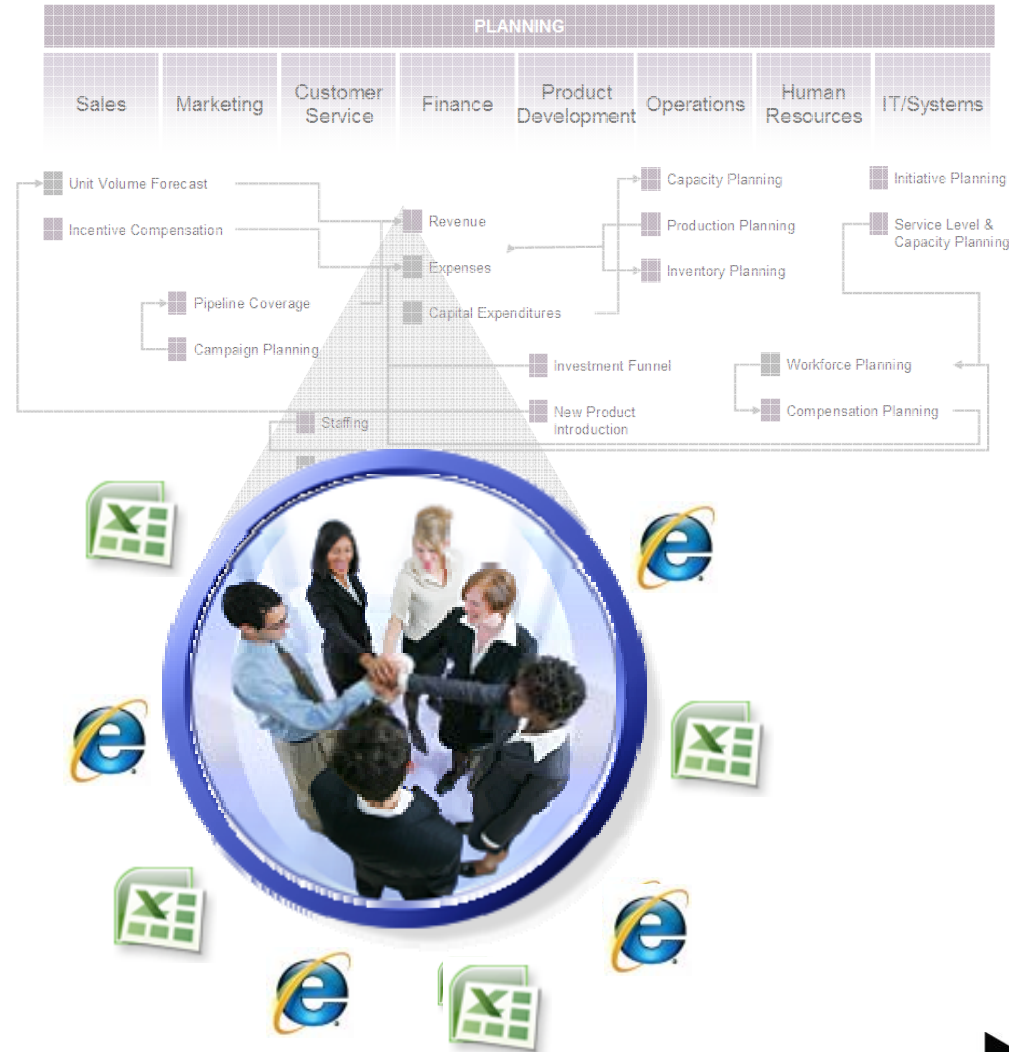 PLANNING
Sales
Marketing
Customer
Service
Finance
Product
Development
Operations
Human
Resources
IT/Systems
Unit Volume Forecast
Incentive Compensation
Pipeline Coverage
Campaign Planning
Staffing
Revenue
Expenses
Capital Expenditures
Investment Funnel
New Product
Introduction
Capacity Planning
Production Planning
Inventory Planning
Workforce Planning
Compensation Planning
Initiative Planning
Service Level &
Capacity Planning